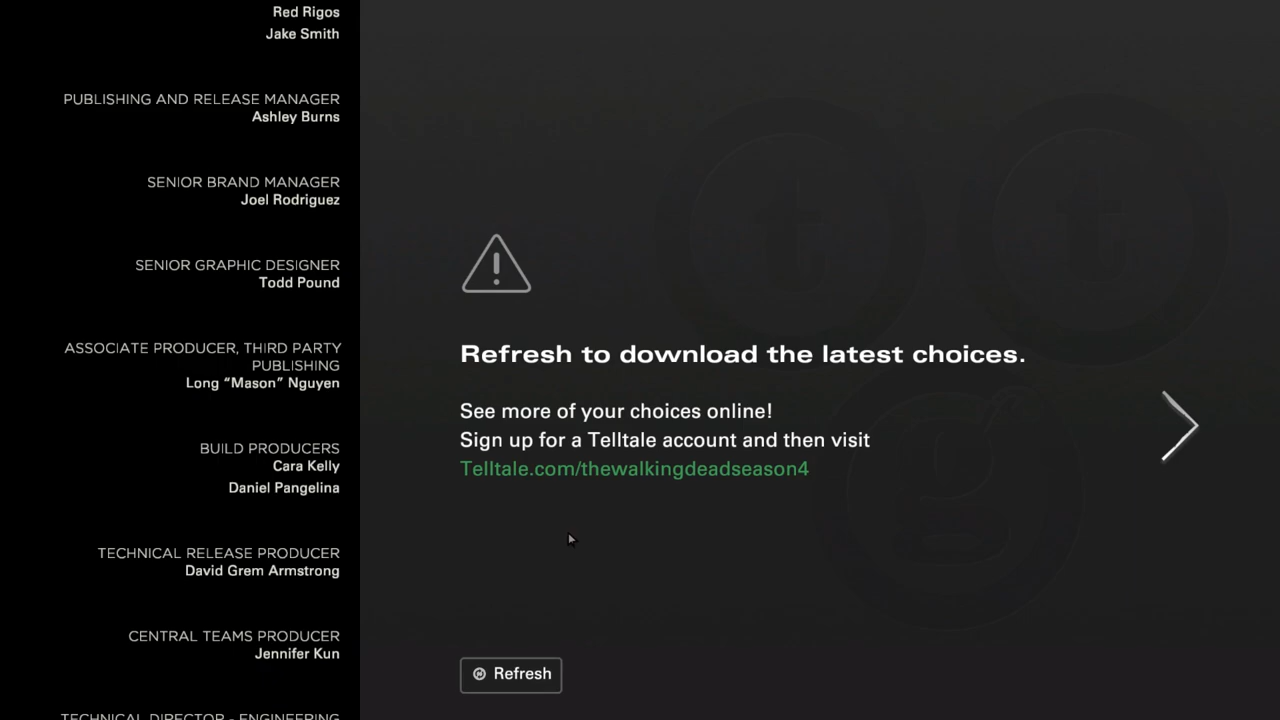 Red Rigos
Jake Smith
PUBLISHING AND RELEASE MANAGER
Ashley Burns
SENIOR BRAND MANAGER
Joel Rodriguez
SENIOR GRAPHIC DESIGNER
Todd Pound
ASSOCIATE PRODUCER, THIRD PARTY
PUBLISHING
Long “Mason” Nguyen
BUILD PRODUCERS
Cara Kelly
Daniel Pangelina
TECHNICAL RELEASE PRODUCER
David Grem Armstrong
CENTRAL TEAMS PRODUCER
Jennifer Kun
TECHNICAL DIRECTOR - ENGINEERING
Refresh to download the latest choices.
See more of your choices online!
Sign up for a Telltale account and then visit
Telltale.com/thewalkingdeadseason4
Refresh
t t
g